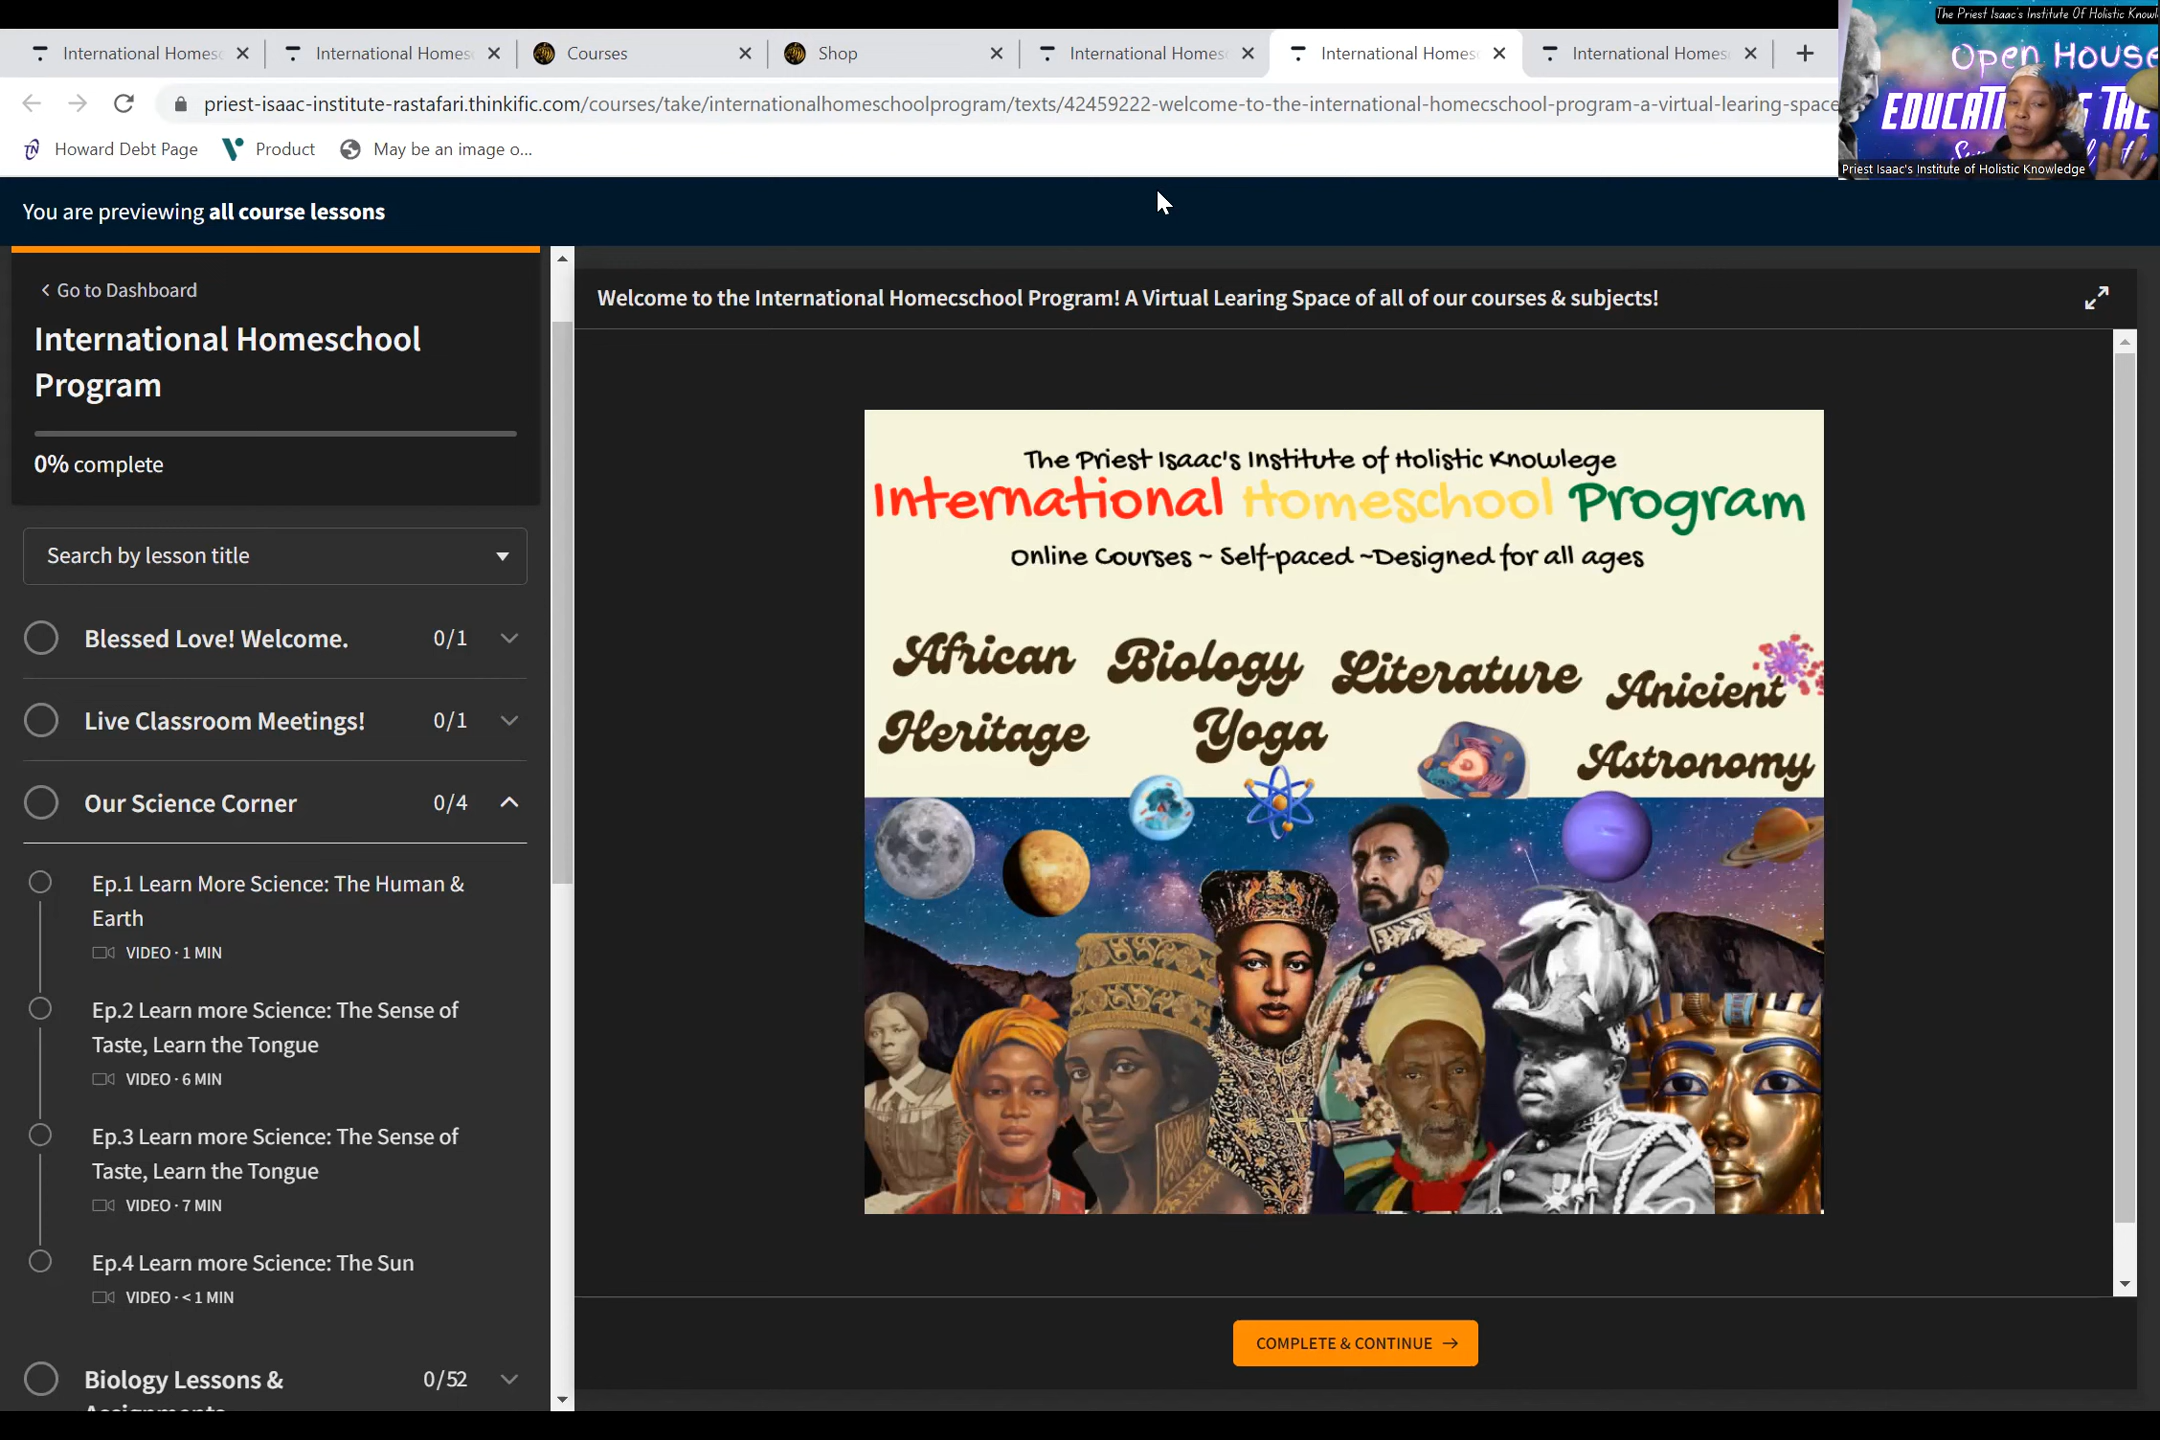 The Priest Isaac's Institute Of Holistic
International Homesc
International Homes
Courses
Shop
International Homes
International Homes
International Homes
Open House
priest-isaac-institute-rastafari.thinkific.com/courses/take/internationalhomeschoolprogram/texts/42459222-welcome-to-the-international-homecschool-program-a-virtual-learing-space
Howard Debt Page
Product
May be an image o...
Priest Isaac's Institute of Holistic Knowledge
You are previewing all course lessons
Go to Dashboard
International Homeschool
Program
0% complete
Search by lesson title
Blessed Love! Welcome. 0/1
Live Classroom Meetings! 0/1
Our Science Corner 0/4
Ep.1 Learn More Science: The Human &
Earth
VIDEO · 1 MIN
Ep.2 Learn more Science: The Sense of
Taste, Learn the Tongue
VIDEO · 6 MIN
Ep.3 Learn more Science: The Sense of
Taste, Learn the Tongue
VIDEO · 7 MIN
Ep.4 Learn more Science: The Sun
VIDEO · < 1 MIN
Biology Lessons & 0/52
Welcome to the International Homecschool Program! A Virtual Learing Space of all of our courses & subjects!
The Priest Isaac's Institute of Holistic Knowlege
International Homeschool Program
Online Courses ~ Self-paced ~Designed for all ages
African
Heritage
Biology
Yoga
Literature
Anicient
Astronomy
COMPLETE & CONTINUE